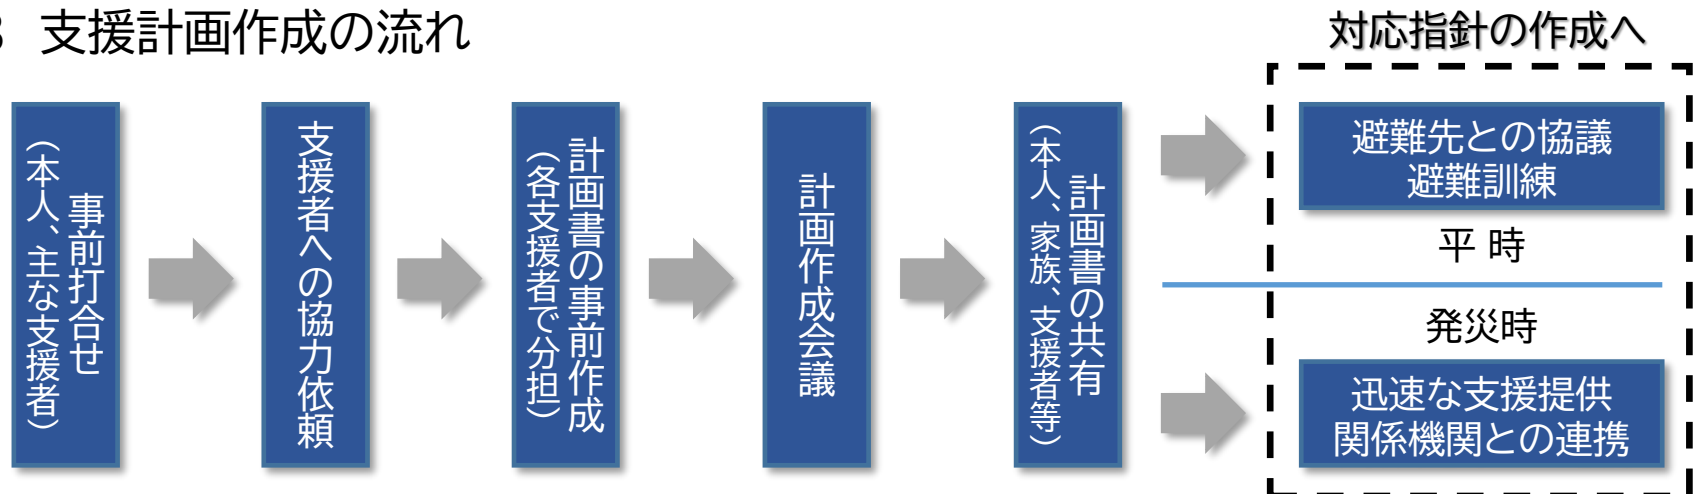 支援計画作成の流れ
対応指針の作成へ
事前打合せ
（本人、主な支援者）
支援者への協力依頼
計画書の事前作成
（各支援者で分担）
計画作成会議
計画書の共有
（本人、家族、支援者等）
避難先との協議
避難訓練
平 時
発災時
迅速な支援提供
関係機関との連携